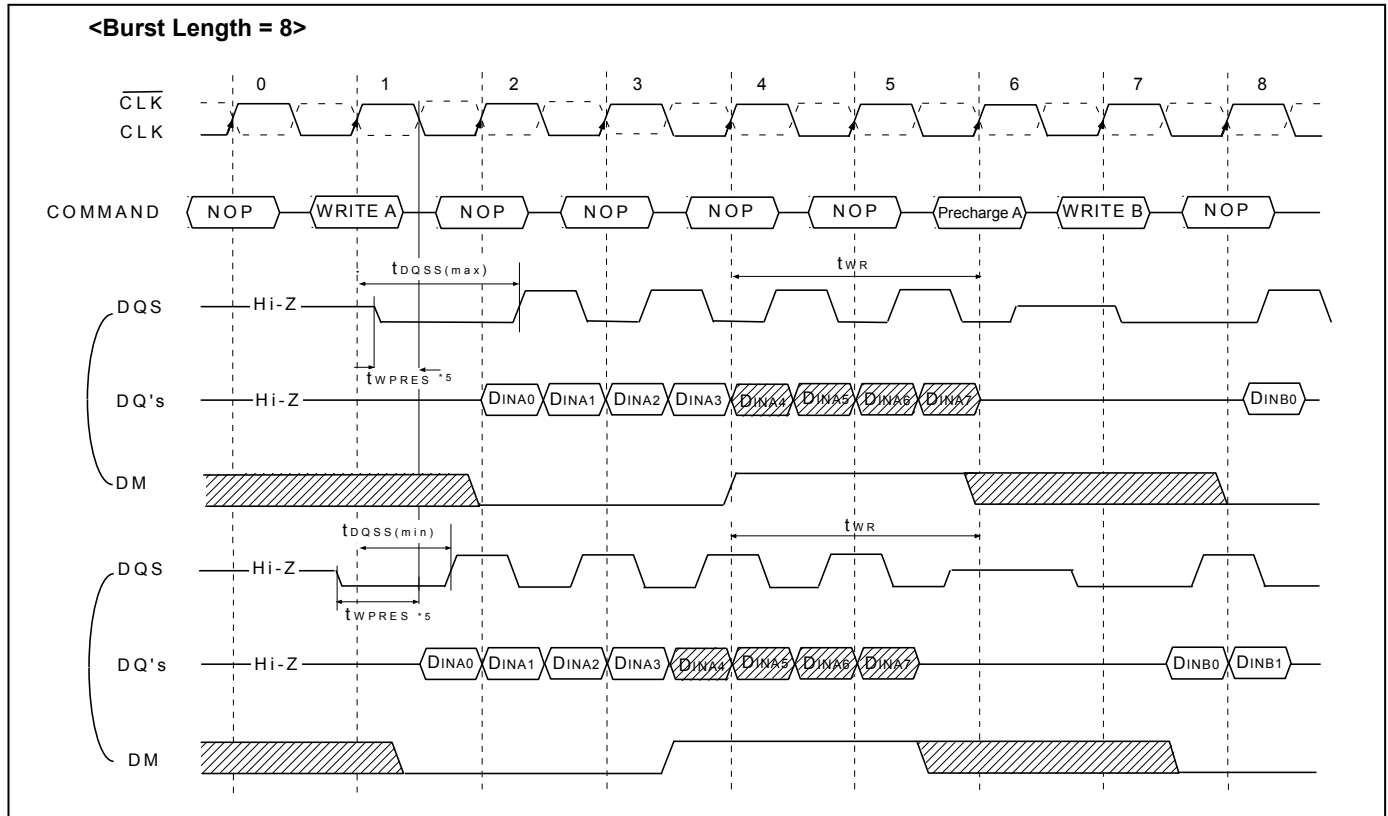 <Burst Length = 8>
0 1 2 3 4 5 6 7 8
CLK
CLK
COMMAND NOP WRITE A NOP NOP NOP NOP Precharge A WRITE B NOP
tDQSS(max) tWR
DQS Hi-Z
tWPRES *5
DQ's Hi-Z DINA0 DINA1 DINA2 DINA3 DINA4 DINA5 DINA6 DINA7 DINB0
DM
tDQSS(min) tWR
DQS Hi-Z
tWPRES *5
DQ's Hi-Z DINA0 DINA1 DINA2 DINA3 DINA4 DINA5 DINA6 DINA7 DINB0 DINB1
DM